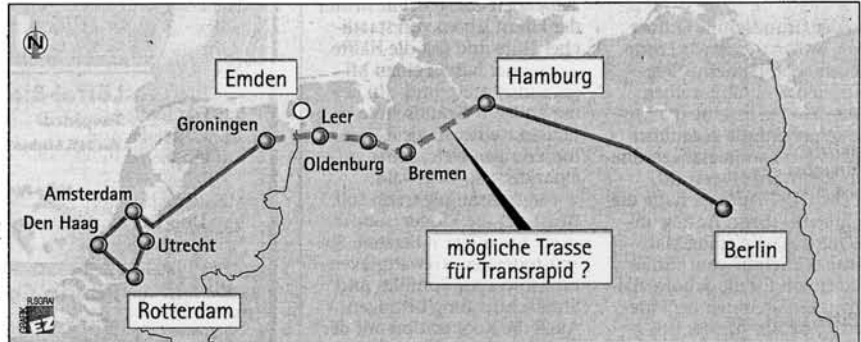 N
Emden
Hamburg
Groningen
Leer
Oldenburg
Bremen
Amsterdam
Den Haag
Utrecht
Rotterdam
mögliche Trasse
für Transrapid ?
Berlin
EZ